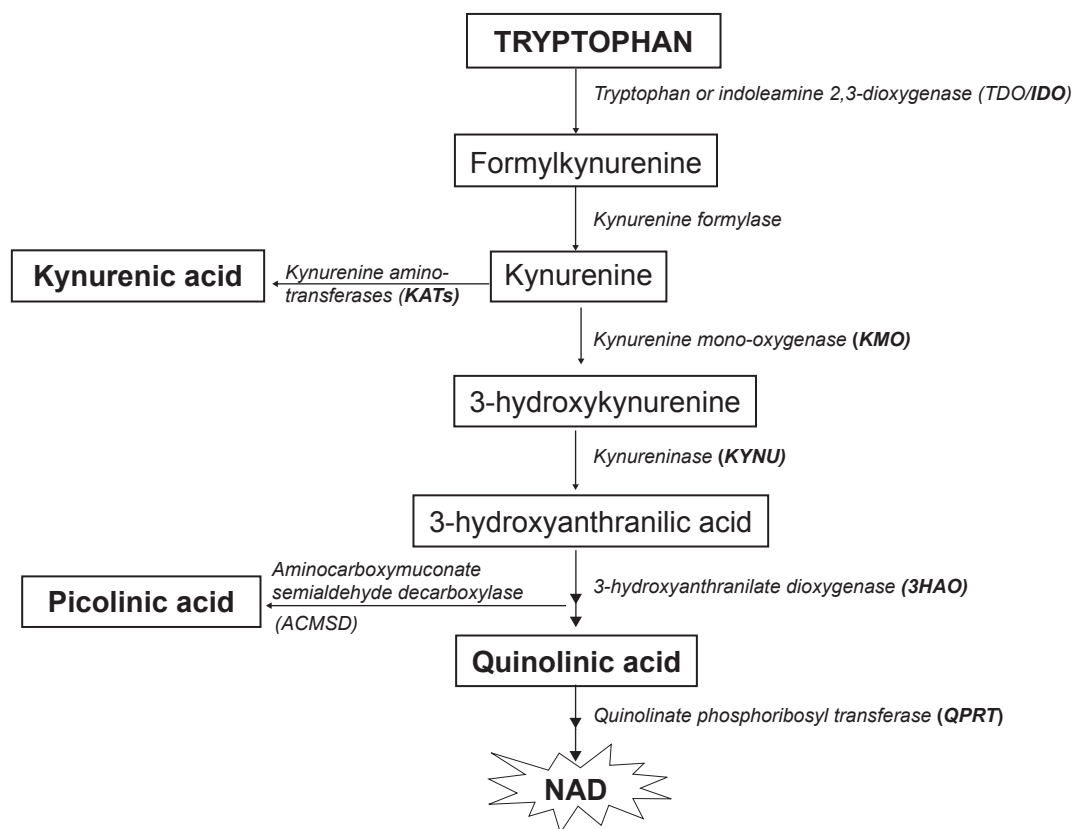 TRYPTOPHAN
Tryptophan or indoleamine 2,3-dioxygenase (TDO/IDO)
Formylkynurenine
Kynurenine formylase
Kynurenic acid
Kynurenine amino-
transferases (KATs)
Kynurenine
Kynurenine mono-oxygenase (KMO)
3-hydroxykynurenine
Kynureninase (KYNU)
3-hydroxyanthranilic acid
Aminocarboxymuconate
semialdehyde decarboxylase
(ACMSD)
3-hydroxyanthranilate dioxygenase (3HAO)
Picolinic acid
Quinolinic acid
Quinolinate phosphoribosyl transferase (QPRT)
NAD